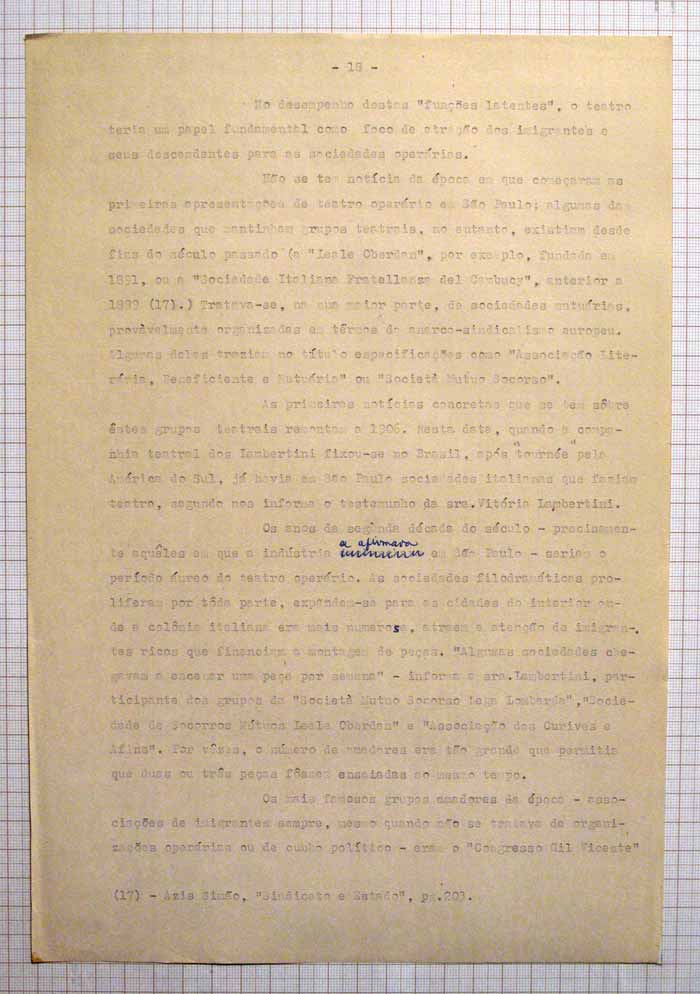 - 18 -
No desempenho destas "funções latentes", o teatro
teria um papel fundamental como foco de atração dos imigrantes e
seus descendentes para as sociedades operárias.
Não se tem notícia da época em que começaram as
primeiras apresentações de teatro operário em São Paulo; algumas das
sociedades que mantinham grupos teatrais, no entanto, existiam desde
fins do século passado (a "Leale Oberdan", por exemplo, fundada em
1891, ou a "Sociedade Italiana Fratellanza del Cambucy", anterior a
1899 (17).) Tratava-se, na sua maior parte, de sociedades mutuárias,
provàvelmente organizadas em têrmos do anarco-sindicalismo europeu.
Algumas delas traziam no título especificações como "Associação Lite-
rária, Beneficiente e Mutuária" ou "Società Mutuo Socorso".
As primeiras notícias concretas que se tem sôbre
êstes grupos teatrais remontam a 1906. Nesta data, quando a compa-
nhia teatral dos Lambertini fixou-se no Brasil, após "tournée" pela
América do Sul, já havia em São Paulo sociedades italianas que faziam
teatro, segundo nos informa o testemunho da sra.Vitória Lambertini.
Os anos da segunda década do século - precisamen-
te aquêles em que a indústria a afirmara em São Paulo - seriam o
período áureo do teatro operário. As sociedades filodramáticas pro-
liferam por tôda parte, expandem-se para as cidades do interior on-
de a colônia italiana era mais numerosa, atraem a atenção de imigran-
tes ricos que financiam a montagem de peças. "Algumas sociedades che-
gavam a encenar uma peça por semana" - informa a sra.Lambertini, par-
ticipante dos grupos da "Società Mutuo Socorso Lega Lombarda","Socie-
dade de Socorros Mútuos Leale Oberdan" e "Associação dos Ourives e
Afins". Por vêzes, o número de amadores era tão grande que permitia
que duas ou três peças fôssem ensaiadas ao mesmo tempo.
Os mais famosos grupos amadores da época - asso-
ciações de imigrantes sempre, mesmo quando não se tratava de organi-
zações operárias ou de cunho político - eram o "Congresso Gil Vicente"
(17) - Azis Simão, "Sindicato e Estado", pg.203.